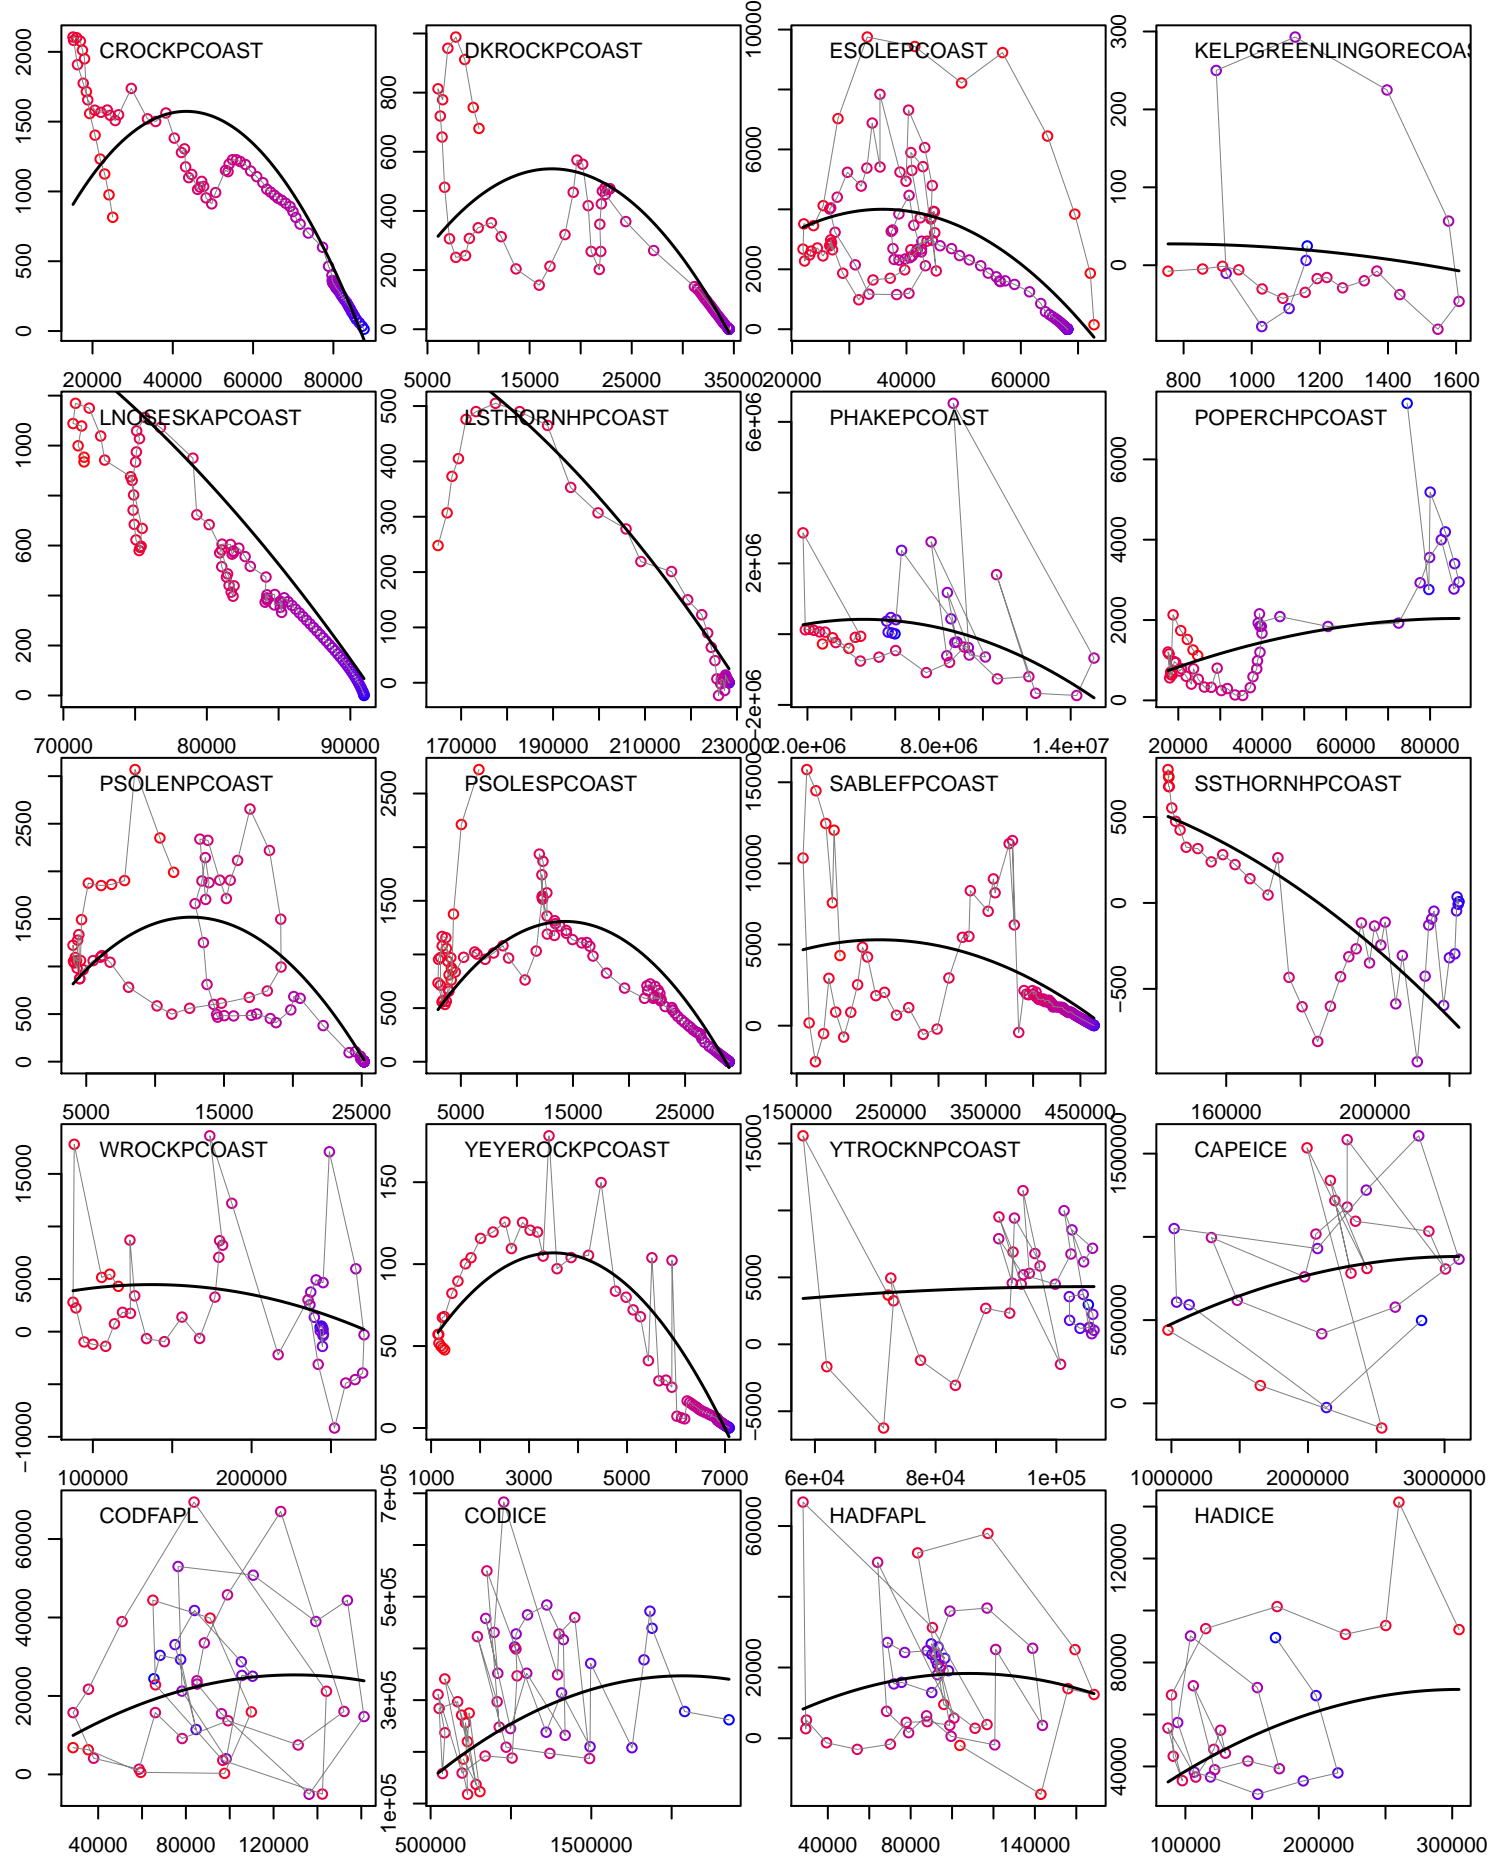 CROCKPCOAST
0 500 1000 1500 2000
20000 40000 60000 80000
DKROCKPCOAST
0 200 400 600 800
5000 15000 25000 35000
ESOLEPCOAST
0 2000 6000 10000
20000 40000 60000
KELPGREENLINGORECOAS
0 100 200 300
800 1000 1200 1400 1600
LNOSESKAPCOAST
0 200 600 1000
70000 80000 90000
LSTHORNHPCOAST
0 100 200 300 400 500
170000 190000 210000 230000
PHAKEPCOAST
−2e+06 2e+06 6e+06
2.0e+06 8.0e+06 1.4e+07
POPERCHPCOAST
0 2000 4000 6000
20000 40000 60000 80000
PSOLENPCOAST
0 500 1500 2500
5000 15000 25000
PSOLESPCOAST
0 500 1500 2500
5000 15000 25000
SABLEFPCOAST
0 5000 10000 15000
150000 250000 350000 450000
SSTHORNHPCOAST
−500 0 500
160000 200000
WROCKPCOAST
−10000 0 5000 15000
100000 200000
YEYEROCKPCOAST
0 50 100 150
1000 3000 5000 7000
YTROCKNPCOAST
−5000 0 5000 15000
6e+04 8e+04 1e+05
CAPEICE
0 500000 1500000
1000000 2000000 3000000
CODFAPL
0 20000 40000 60000
40000 80000 120000
CODICE
1e+05 3e+05 5e+05 7e+05
500000 1500000
HADFAPL
0 20000 60000
40000 80000 140000
HADICE
40000 80000 120000
100000 200000 300000